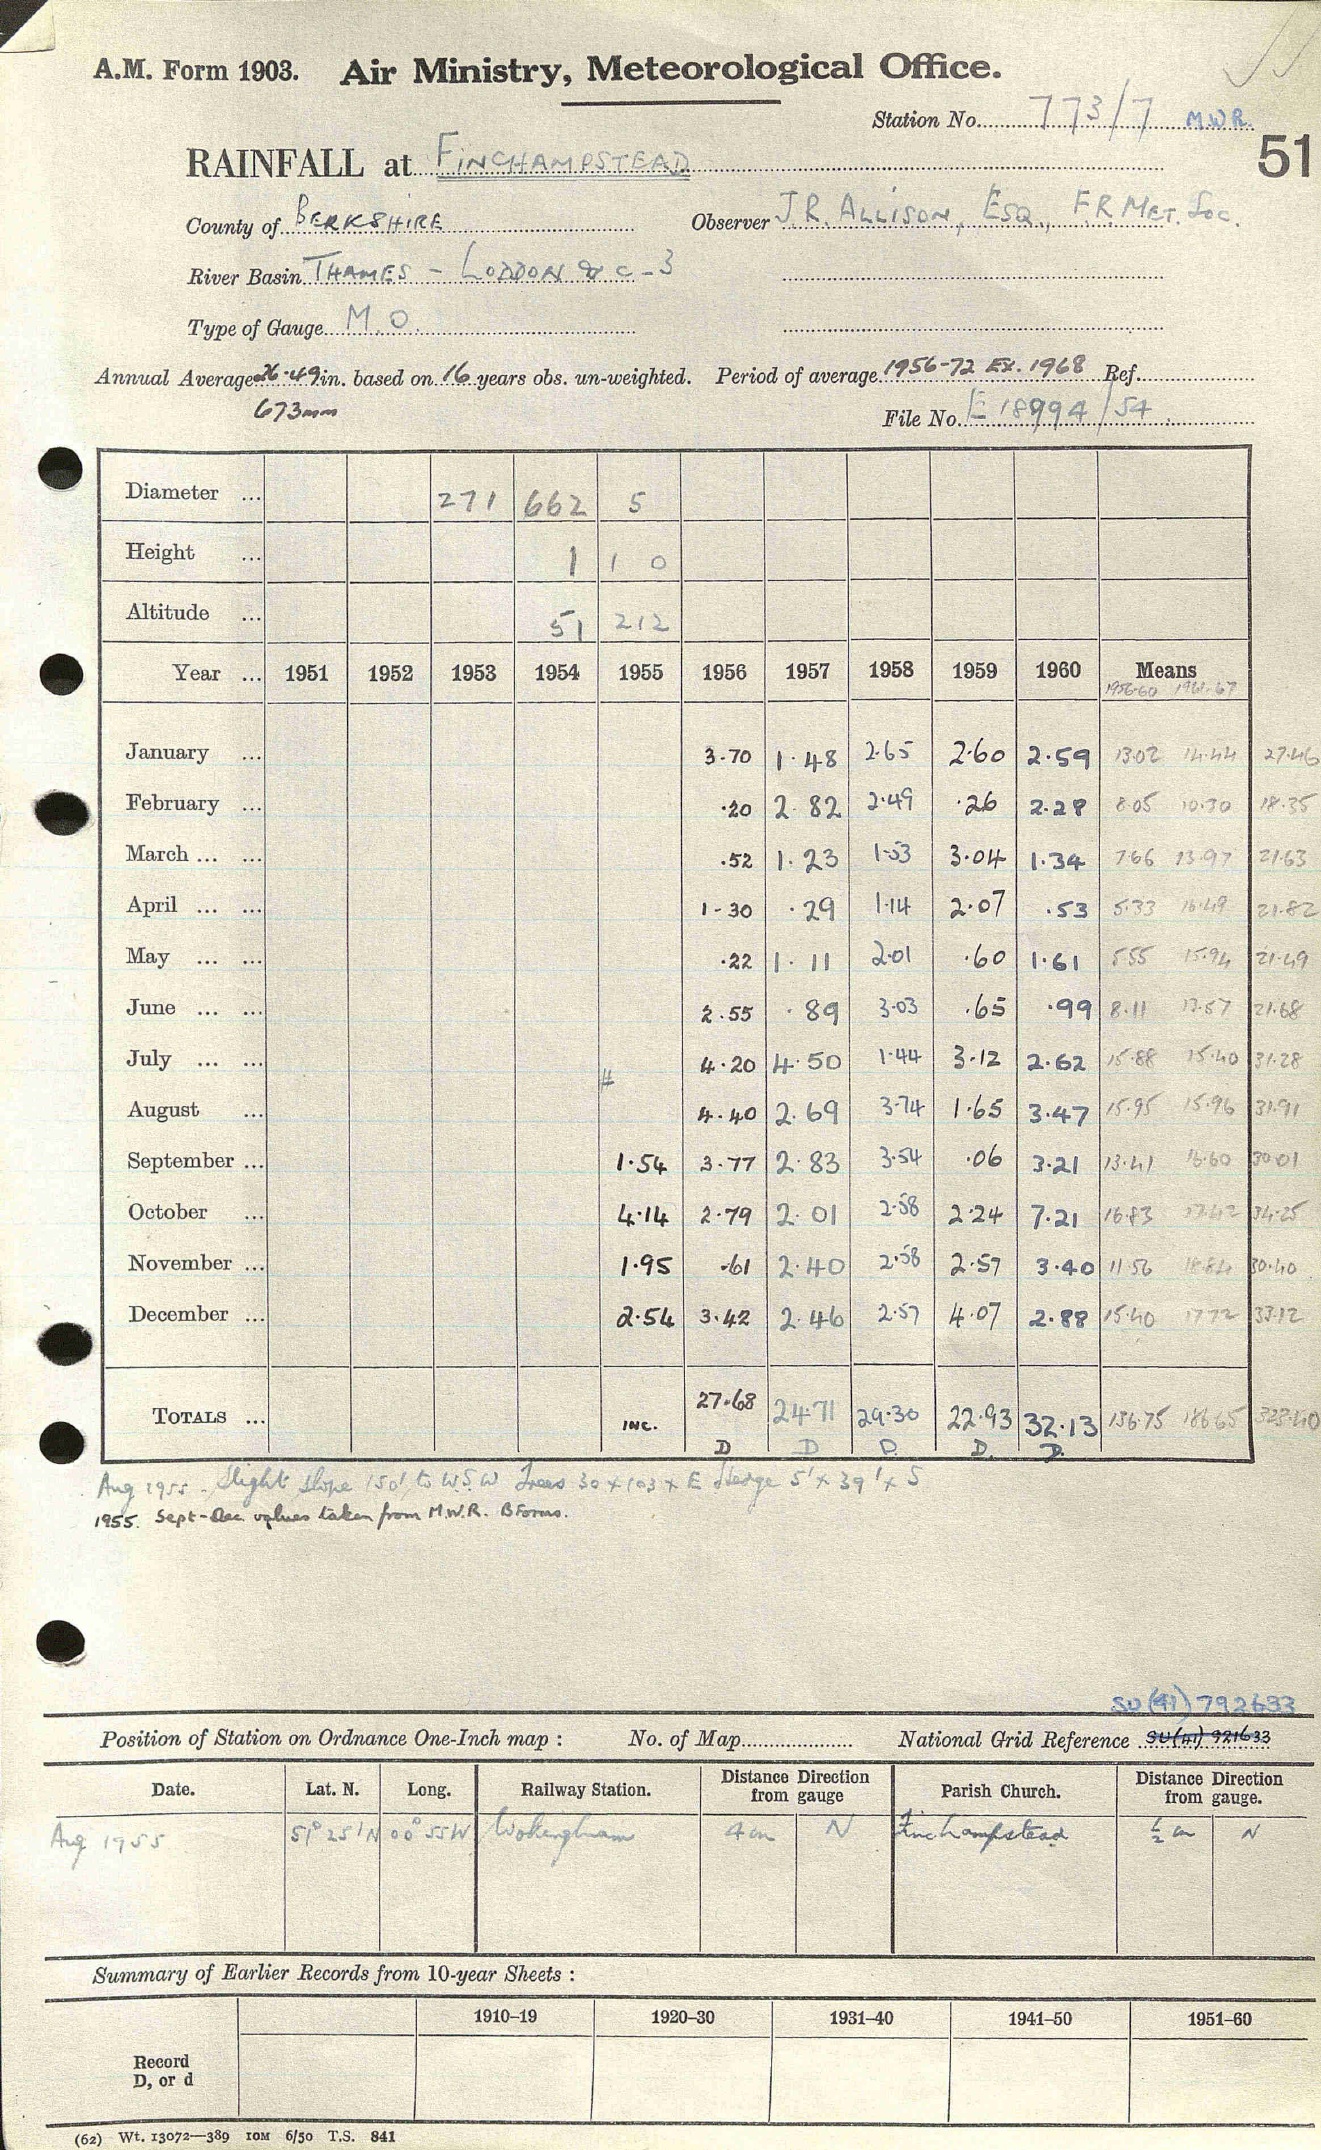 A.M. Form 1903. Air Ministry, Meteorological Office.
Station No. 773/7 M.W.R.
51
RAINFALL at FINCHAMPSTEAD
County of BERKSHIRE Observer J.R. ALLISON, ESQ., F.R.MET.Soc.
River Basin THAMES - LODDON &c - 3
Type of Gauge M.O.
Annual Average 26.49 in. based on 16 years obs. un-weighted. Period of average 1956-72 Ex. 1968 Ref.
673mm
File No. E 18994/54
Diameter ... 271 662 5
Height ... 1 1 0
Altitude ... 51 212
Year ... 1951 1952 1953 1954 1955 1956 1957 1958 1959 1960 Means
1956-60 1961-67
January ... 3.70 1.48 2.65 2.60 2.59 13.02 14.44 27.46
February ... .20 2.82 2.49 .26 2.28 8.05 10.30 18.35
March ... ... .52 1.23 1.53 3.04 1.34 7.66 13.97 21.63
April ... ... 1.30 .29 1.14 2.07 .53 5.33 16.49 21.82
May ... ... .22 1.11 2.01 .60 1.61 5.55 15.94 21.49
June ... ... 2.55 .89 3.03 .65 .99 8.11 13.57 21.68
July ... ... 4.20 4.50 1.44 3.12 2.62 15.88 15.40 31.28
August ... 4.40 2.69 3.74 1.65 3.47 15.95 15.96 31.91
September ... 1.54 3.77 2.83 3.54 .06 3.21 13.41 16.60 30.01
October ... 4.14 2.79 2.01 2.58 2.24 7.21 16.83 17.42 34.25
November ... 1.95 .61 2.40 2.58 2.57 3.40 11.56 18.84 30.40
December ... 2.54 3.42 2.46 2.57 4.07 2.88 15.40 17.72 33.12
TOTALS ... INC. 27.68 24.71 29.30 22.93 32.13 136.75 186.65 323.40
D D D. D. D.
Aug 1955. Slight slope 150' to W.S.W Trees 30 x 103 x E Hedge 5' x 39' x S
1955. Sept-Dec values taken from M.W.R. B Forms.
SU(41) 792633
Position of Station on Ordnance One-Inch map : No. of Map National Grid Reference SU(41) 921633
Date. Lat. N. Long. Railway Station. Distance Direction from gauge Parish Church. Distance Direction from gauge.
Aug 1955 51° 25' N 00° 55 W Wokingham 4m N Finchampstead ½ m N
Summary of Earlier Records from 10-year Sheets :
1910–19 1920–30 1931–40 1941–50 1951–60
Record
D, or d
(62) Wt. 13072—389 10M 6/50 T.S. 841